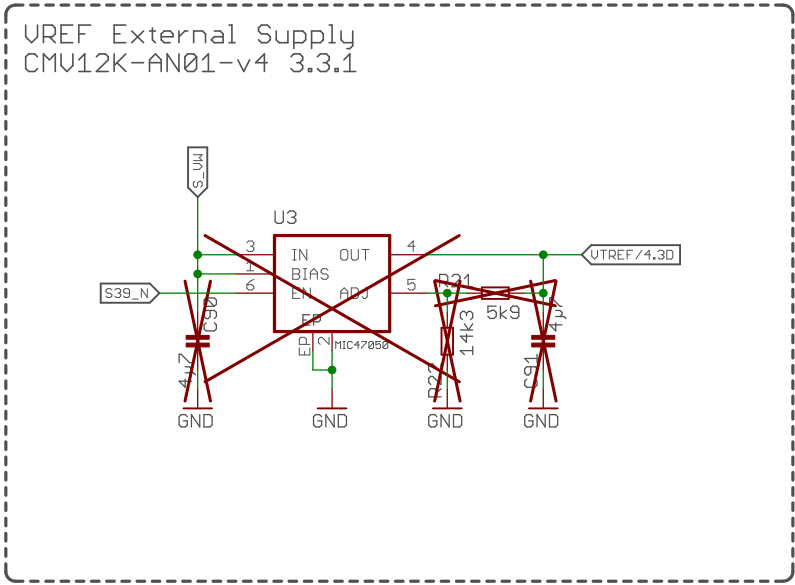 VREF External Supply
CMV12K-AN01-v4 3.3.1
S_VW
U3
3
IN
OUT
4
VTREF/4.3D
1
BIAS
S39_N
6
EN
ADJ
5
R21
5k9
C90
4µ7
EP
EP
2
MIC47050
R22
14k3
C91
4µ7
GND
GND
GND
GND